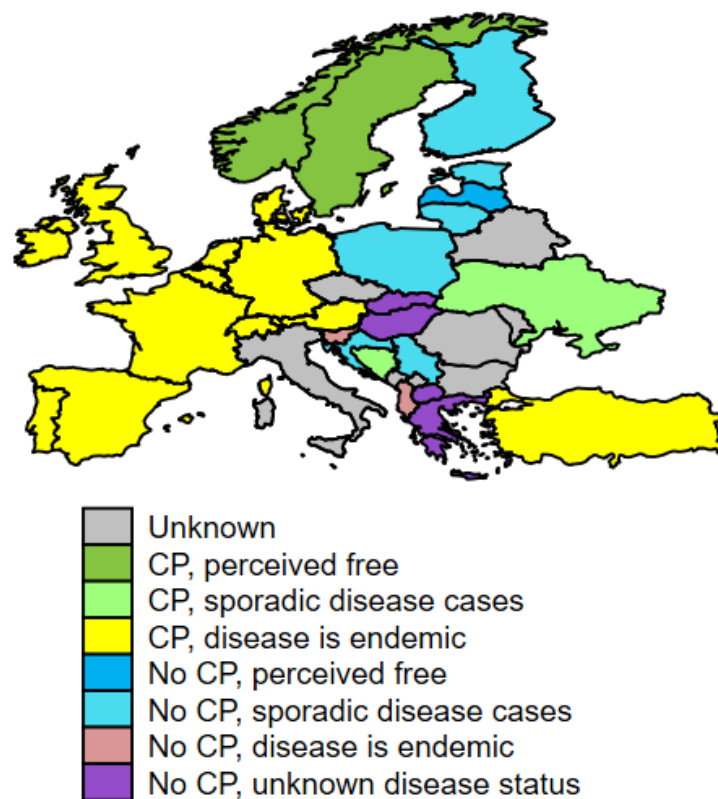 Unknown
CP, perceived free
CP, sporadic disease cases
CP, disease is endemic
No CP, perceived free
No CP, sporadic disease cases
No CP, disease is endemic
No CP, unknown disease status